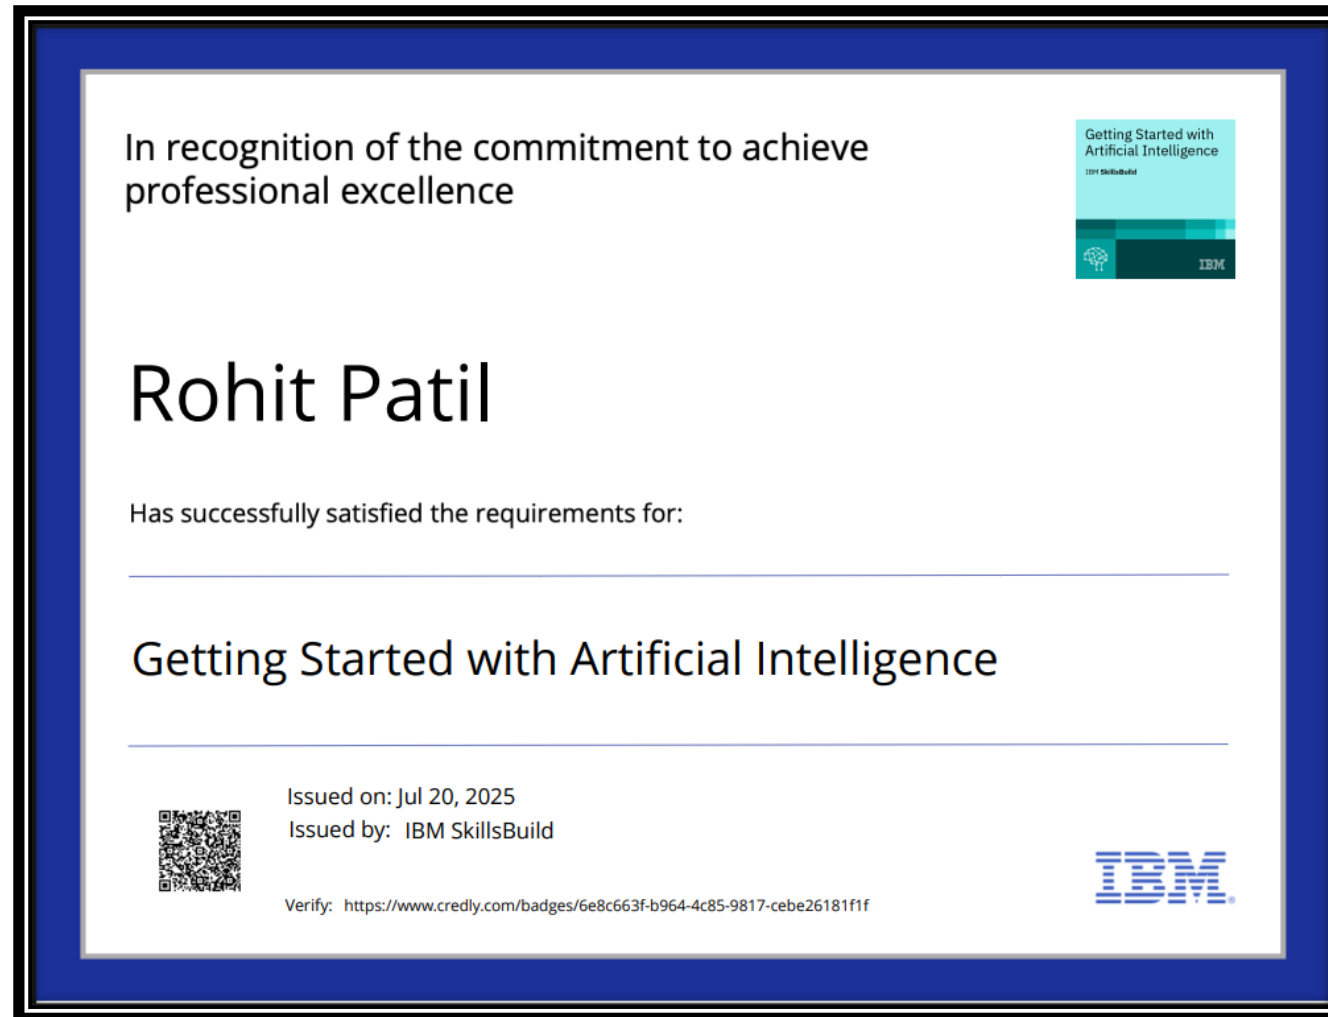 In recognition of the commitment to achieve
professional excellence
Getting Started with
Artificial Intelligence
IBM SkillsBuild
IBM
Rohit Patil
Has successfully satisfied the requirements for:
Getting Started with Artificial Intelligence
Issued on: Jul 20, 2025
Issued by: IBM SkillsBuild
IBM®
Verify: https://www.credly.com/badges/6e8c663f-b964-4c85-9817-cebe26181f1f